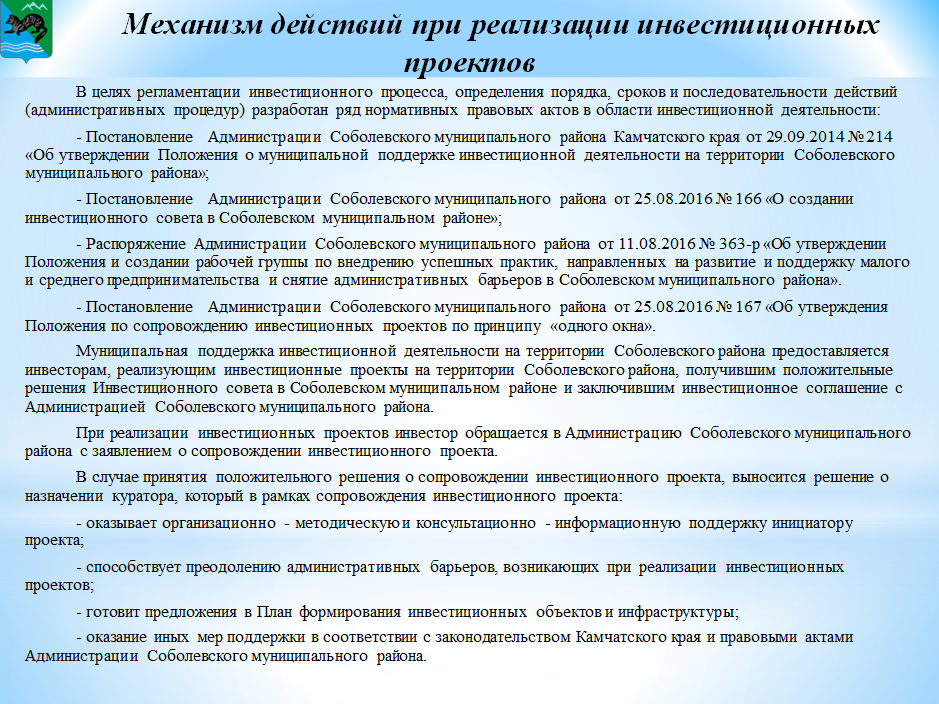 Механизм действий при реализации инвестиционных
проектов
В целях регламентации инвестиционного процесса, определения порядка, сроков и последовательности действий
(административных процедур) разработан ряд нормативных правовых актов в области инвестиционной деятельности:
- Постановление Администрации Соболевского муниципального района Камчатского края от 29.09.2014 № 214
«Об утверждении Положения о муниципальной поддержке инвестиционной деятельности на территории Соболевского
муниципального района»;
- Постановление Администрации Соболевского муниципального района от 25.08.2016 № 166 «О создании
инвестиционного совета в Соболевском муниципальном районе»;
- Распоряжение Администрации Соболевского муниципального района от 11.08.2016 № 363-р «Об утверждении
Положения и создании рабочей группы по внедрению успешных практик, направленных на развитие и поддержку малого
и среднего предпринимательства и снятие административных барьеров в Соболевском муниципальном района».
- Постановление Администрации Соболевского муниципального района от 25.08.2016 № 167 «Об утверждения
Положения по сопровождению инвестиционных проектов по принципу «одного окна».
Муниципальная поддержка инвестиционной деятельности на территории Соболевского района предоставляется
инвесторам, реализующим инвестиционные проекты на территории Соболевского района, получившим положительные
решения Инвестиционного совета в Соболевском муниципальном районе и заключившим инвестиционное соглашение с
Администрацией Соболевского муниципального района.
При реализации инвестиционных проектов инвестор обращается в Администрацию Соболевского муниципального
района с заявлением о сопровождении инвестиционного проекта.
В случае принятия положительного решения о сопровождении инвестиционного проекта, выносится решение о
назначении куратора, который в рамках сопровождения инвестиционного проекта:
- оказывает организационно - методическую и консультационно - информационную поддержку инициатору
проекта;
- способствует преодолению административных барьеров, возникающих при реализации инвестиционных
проектов;
- готовит предложения в План формирования инвестиционных объектов и инфраструктуры;
- оказание иных мер поддержки в соответствии с законодательством Камчатского края и правовыми актами
Администрации Соболевского муниципального района.